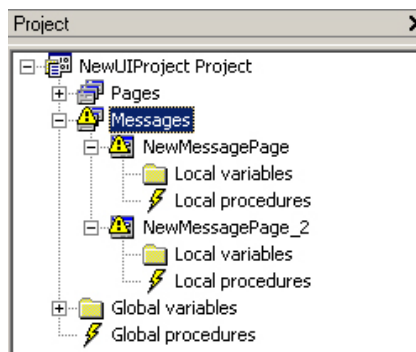 Project
NewUIProject Project
Pages
Messages
NewMessagePage
Local variables
Local procedures
NewMessagePage_2
Local variables
Local procedures
Global variables
Global procedures